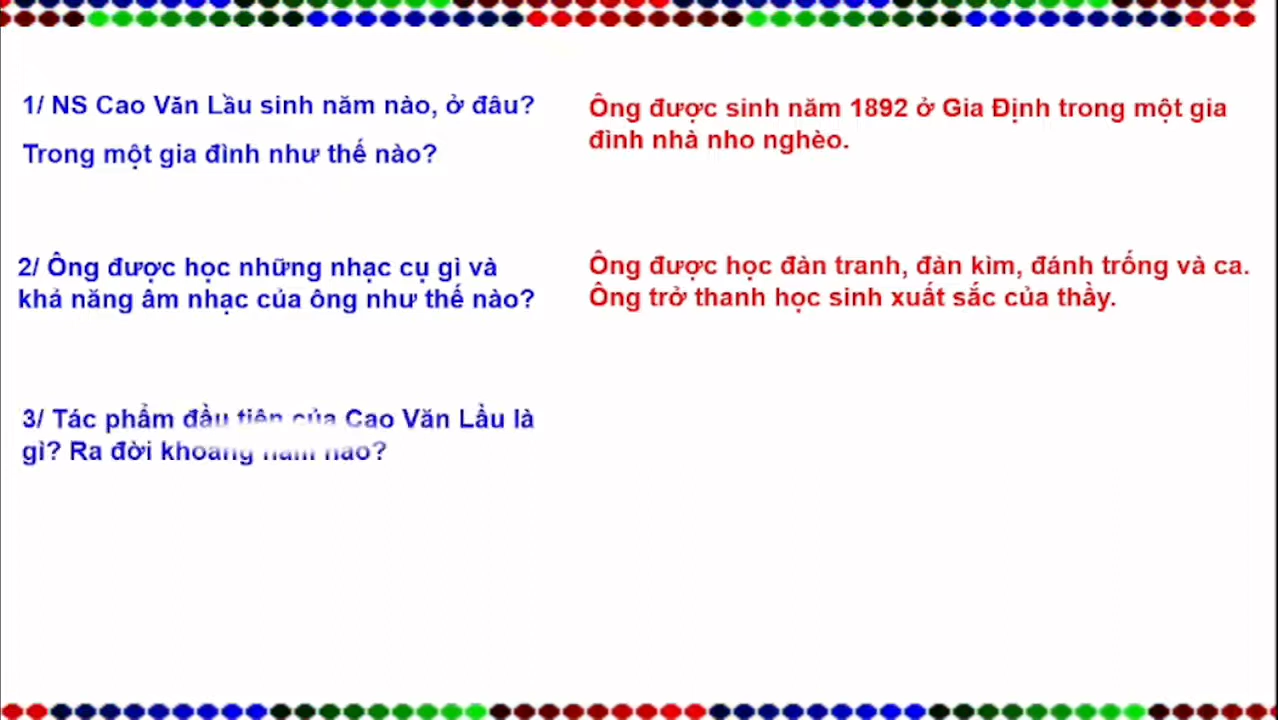 1/ NS Cao Văn Lầu sinh năm nào, ở đâu?
Trong một gia đình như thế nào?
Ông được sinh năm 1892 ở Gia Định trong một gia
đình nhà nho nghèo.
2/ Ông được học những nhạc cụ gì và
khả năng âm nhạc của ông như thế nào?
Ông được học đàn tranh, đàn kìm, đánh trống và ca.
Ông trở thanh học sinh xuất sắc của thầy.
3/ Tác phẩm đầu tiên của Cao Văn Lầu là
gì? Ra đời khoảng năm nào?